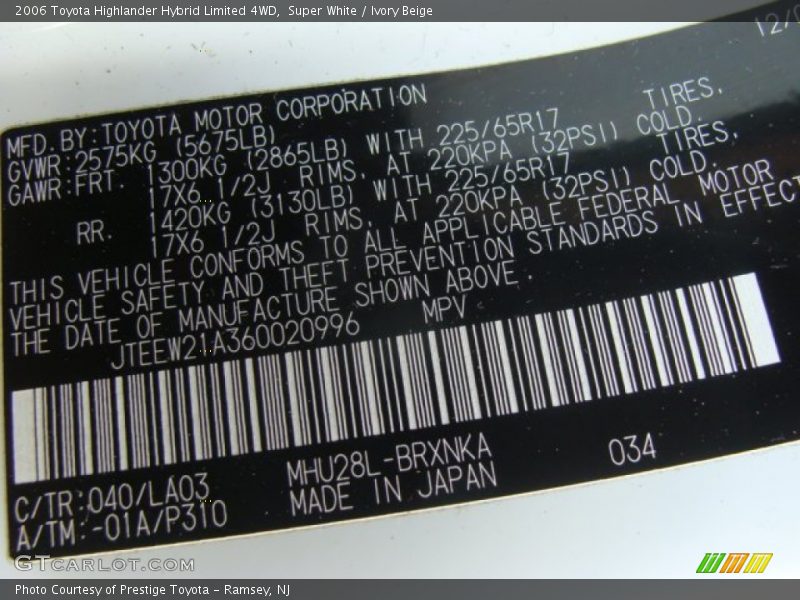 2006 Toyota Highlander Hybrid Limited 4WD,  Super White / Ivory Beige
MFD. BY: TOYOTA MOTOR CORPORATION
GVWR: 2575KG (5675LB)
GAWR: FRT. 1300KG (2865LB) WITH 225/65R17 TIRES,
17X6 1/2J RIMS, AT 220KPA (32PSI) COLD.
RR. 1420KG (3130LB) WITH 225/65R17 TIRES,
17X6 1/2J RIMS, AT 220KPA (32PSI) COLD.
THIS VEHICLE CONFORMS TO ALL APPLICABLE FEDERAL MOTOR
VEHICLE SAFETY AND THEFT PREVENTION STANDARDS IN EFFECT
THE DATE OF MANUFACTURE SHOWN ABOVE.
JTEEW21A360020996 MPV
C/TR: 040/LA03 MHU28L-BRXNKA 034
A/TM: -01A/P310 MADE IN JAPAN
GTCARLOT.COM
Photo Courtesy of Prestige Toyota - Ramsey, NJ